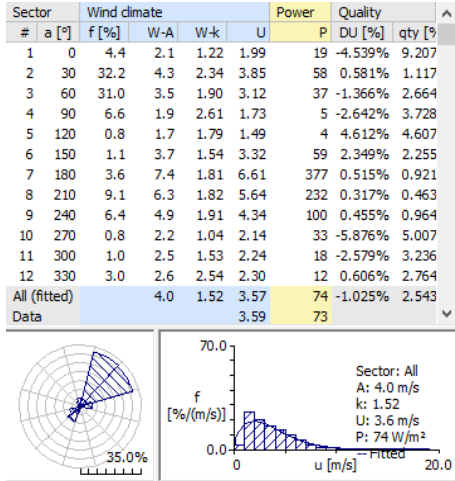 Sector Wind climate Power Quality
# a [°] f [%] W-A W-k U P DU [%] qty [%
1 0 4.4 2.1 1.22 1.99 19 -4.539% 9.207
2 30 32.2 4.3 2.34 3.85 58 0.581% 1.117
3 60 31.0 3.5 1.90 3.12 37 -1.366% 2.664
4 90 6.6 1.9 2.61 1.73 5 -2.642% 3.728
5 120 0.8 1.7 1.79 1.49 4 4.612% 4.607
6 150 1.1 3.7 1.54 3.32 59 2.349% 2.255
7 180 3.6 7.4 1.81 6.61 377 0.515% 0.921
8 210 9.1 6.3 1.82 5.64 232 0.317% 0.463
9 240 6.4 4.9 1.91 4.34 100 0.455% 0.964
10 270 0.8 2.2 1.04 2.14 33 -5.876% 5.007
11 300 1.0 2.5 1.53 2.24 18 -2.579% 3.236
12 330 3.0 2.6 2.54 2.30 12 0.606% 2.764
All (fitted) 4.0 1.52 3.57 74 -1.025% 2.543
Data 3.59 73
35.0%
70.0
f
[%/(m/s)]
0.0
0 u [m/s] 20.0
Sector: All
A: 4.0 m/s
k: 1.52
U: 3.6 m/s
P: 74 W/m²
-- Fitted